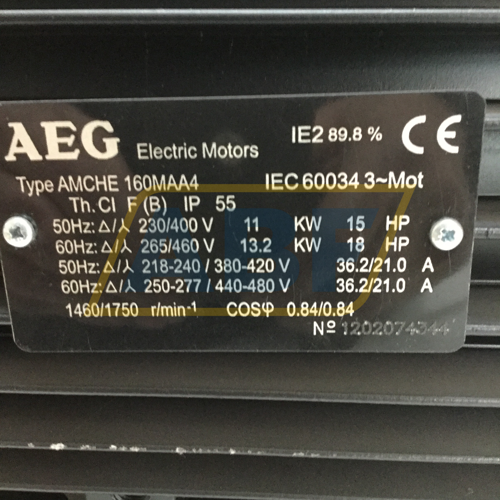 AEG Electric Motors IE2 89.8 % CE
Type AMCHE 160MAA4 IEC 60034 3~Mot
Th. Cl F (B) IP 55
50Hz: Δ/⅄ 230/400 V 11 KW 15 HP
60Hz: Δ/⅄ 265/460 V 13.2 KW 18 HP
50Hz: Δ/⅄ 218-240 / 380-420 V 36.2/21.0 A
60Hz: Δ/⅄ 250-277 / 440-480 V 36.2/21.0 A
1460/1750 r/min-1 COSφ 0.84/0.84
Nº 1202074344